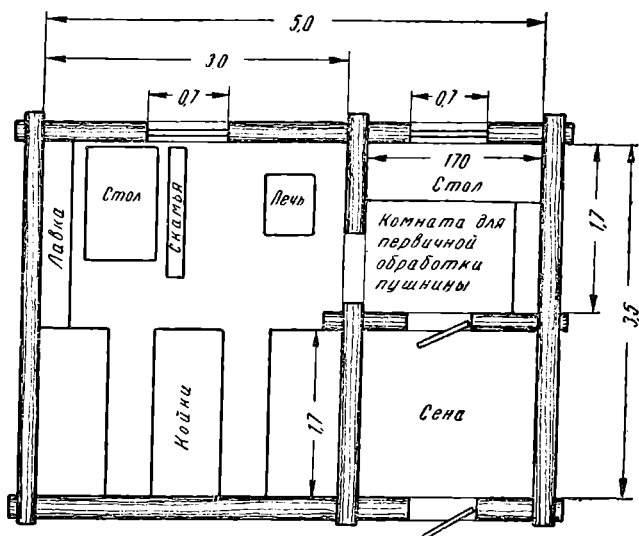 5,0
3,0
0,7
0,7
170
Стол
Стол
Скамья
Печь
Лавка
Комната для
первичной
обработки
пушнины
1,7
3,5
Койки
1,7
Сена